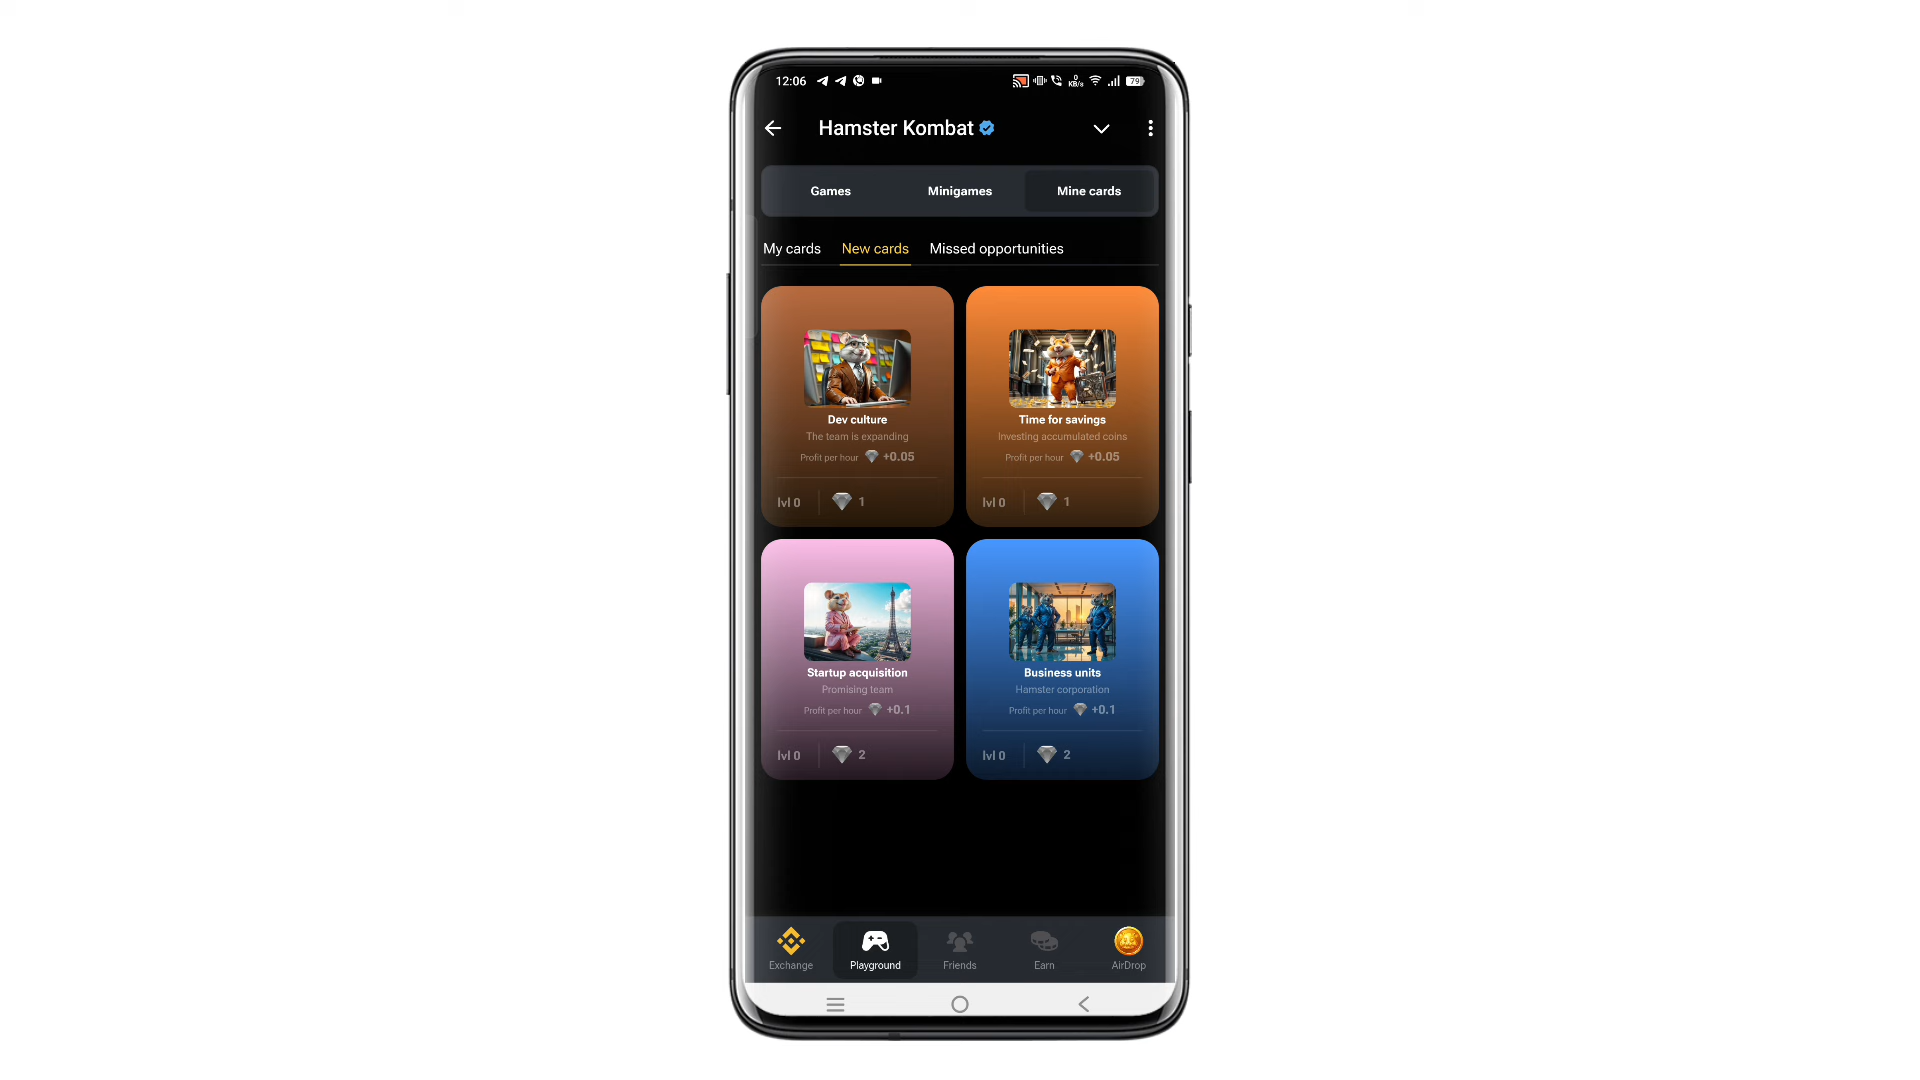 12:06
0
KB/s
79
Hamster Kombat
Games Minigames Mine cards
My cards New cards Missed opportunities
Dev culture
The team is expanding
Profit per hour +0.05
lvl 0 1
Time for savings
Investing accumulated coins
Profit per hour +0.05
lvl 0 1
Startup acquisition
Promising team
Profit per hour +0.1
lvl 0 2
Business units
Hamster corporation
Profit per hour +0.1
lvl 0 2
Exchange Playground Friends Earn AirDrop